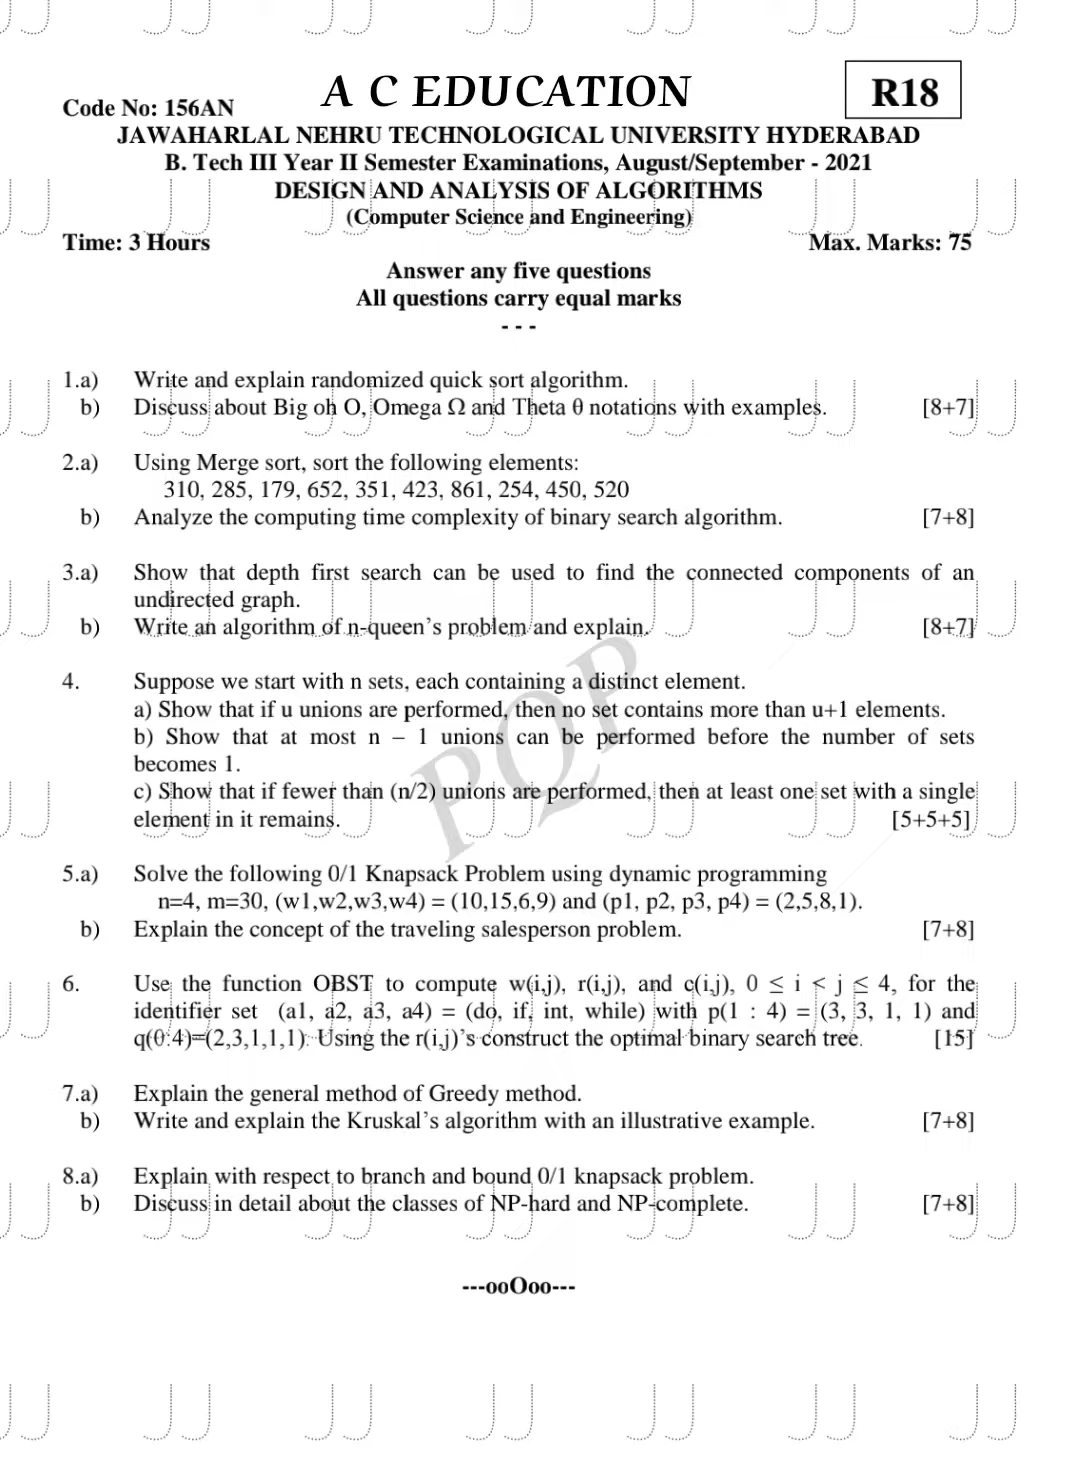 A C EDUCATION
R18
Code No: 156AN
JAWAHARLAL NEHRU TECHNOLOGICAL UNIVERSITY HYDERABAD
B. Tech III Year II Semester Examinations, August/September - 2021
DESIGN AND ANALYSIS OF ALGORITHMS
(Computer Science and Engineering)
Time: 3 Hours Max. Marks: 75
Answer any five questions
All questions carry equal marks
- - -
1.a) Write and explain randomized quick sort algorithm.
b) Discuss about Big oh O, Omega Ω and Theta θ notations with examples. [8+7]
2.a) Using Merge sort, sort the following elements:
310, 285, 179, 652, 351, 423, 861, 254, 450, 520
b) Analyze the computing time complexity of binary search algorithm. [7+8]
3.a) Show that depth first search can be used to find the connected components of an
undirected graph.
b) Write an algorithm of n-queen's problem and explain. [8+7]
4. Suppose we start with n sets, each containing a distinct element.
a) Show that if u unions are performed, then no set contains more than u+1 elements.
b) Show that at most n – 1 unions can be performed before the number of sets
becomes 1.
c) Show that if fewer than (n/2) unions are performed, then at least one set with a single
element in it remains. [5+5+5]
5.a) Solve the following 0/1 Knapsack Problem using dynamic programming
n=4, m=30, (w1,w2,w3,w4) = (10,15,6,9) and (p1, p2, p3, p4) = (2,5,8,1).
b) Explain the concept of the traveling salesperson problem. [7+8]
6. Use the function OBST to compute w(i,j), r(i,j), and c(i,j), 0 ≤ i < j ≤ 4, for the
identifier set (a1, a2, a3, a4) = (do, if, int, while) with p(1 : 4) = (3, 3, 1, 1) and
q(0:4)=(2,3,1,1,1). Using the r(i,j)'s construct the optimal binary search tree. [15]
7.a) Explain the general method of Greedy method.
b) Write and explain the Kruskal's algorithm with an illustrative example. [7+8]
8.a) Explain with respect to branch and bound 0/1 knapsack problem.
b) Discuss in detail about the classes of NP-hard and NP-complete. [7+8]
---ooOoo---
PQP